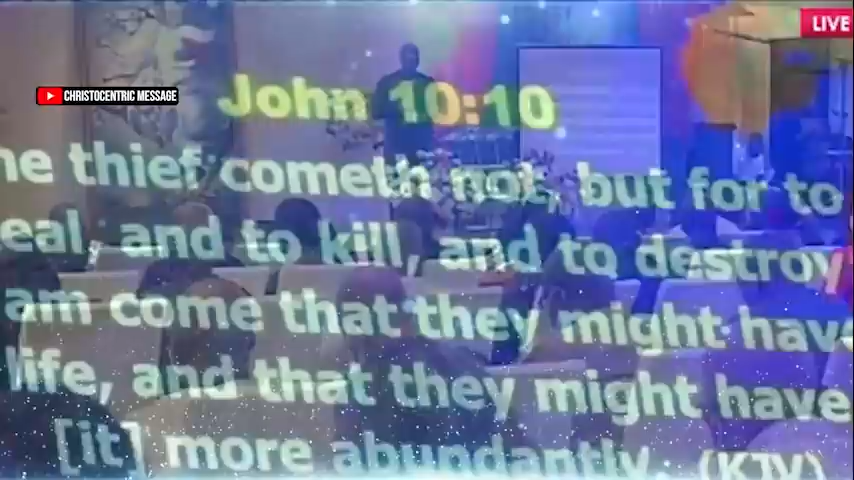 LIVE
CHRISTOCENTRIC MESSAGE
John 10:10
he thief cometh not, but for to
eal, and to kill, and to destroy
am come that they might have
life, and that they might have
[it] more abundantly. (KJV)